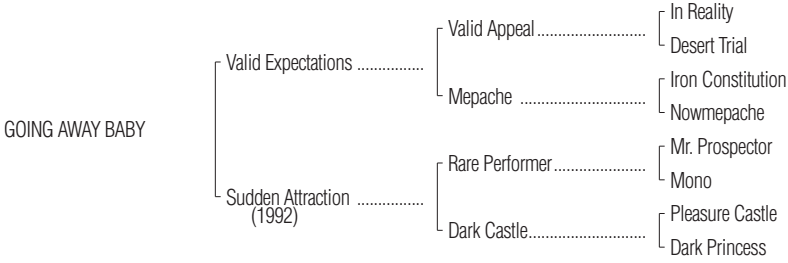 In Reality
Valid Appeal
Desert Trial
Valid Expectations
Iron Constitution
Mepache
Nowmepache
GOING AWAY BABY
Mr. Prospector
Rare Performer
Mono
Sudden Attraction
(1992)
Pleasure Castle
Dark Castle
Dark Princess